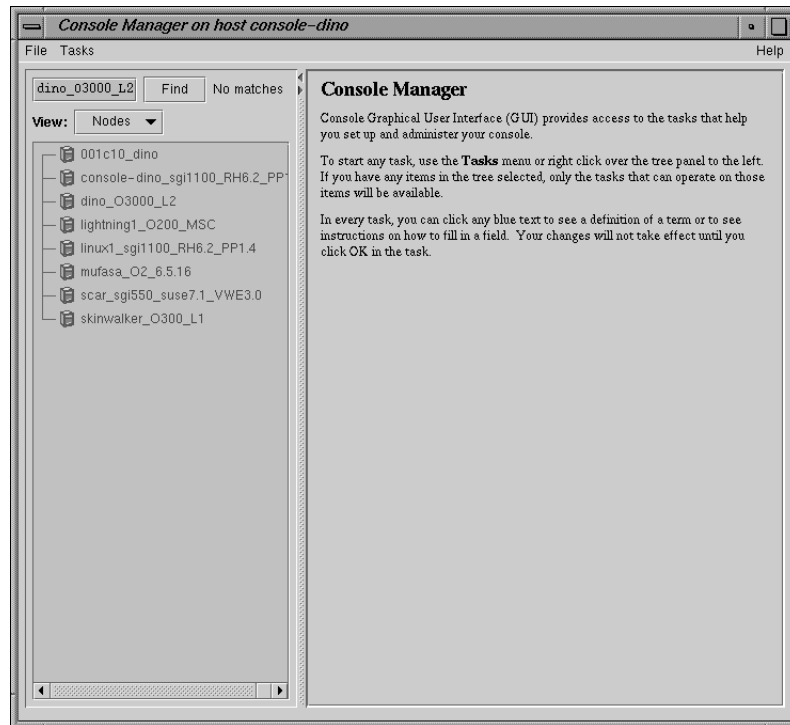 Console Manager on host console-dino
File Tasks Help
dino_03000_L2 Find No matches
View: Nodes
001c10_dino
console-dino_sgi1100_RH6.2_PP
dino_O3000_L2
lightning1_O200_MSC
linux1_sgi1100_RH6.2_PP1.4
mufasa_O2_6.5.16
scar_sgi550_suse7.1_VWE3.0
skinwalker_O300_L1
Console Manager
Console Graphical User Interface (GUI) provides access to the tasks that help
you set up and administer your console.
To start any task, use the Tasks menu or right click over the tree panel to the left.
If you have any items in the tree selected, only the tasks that can operate on those
items will be available.
In every task, you can click any blue text to see a definition of a term or to see
instructions on how to fill in a field. Your changes will not take effect until you
click OK in the task.